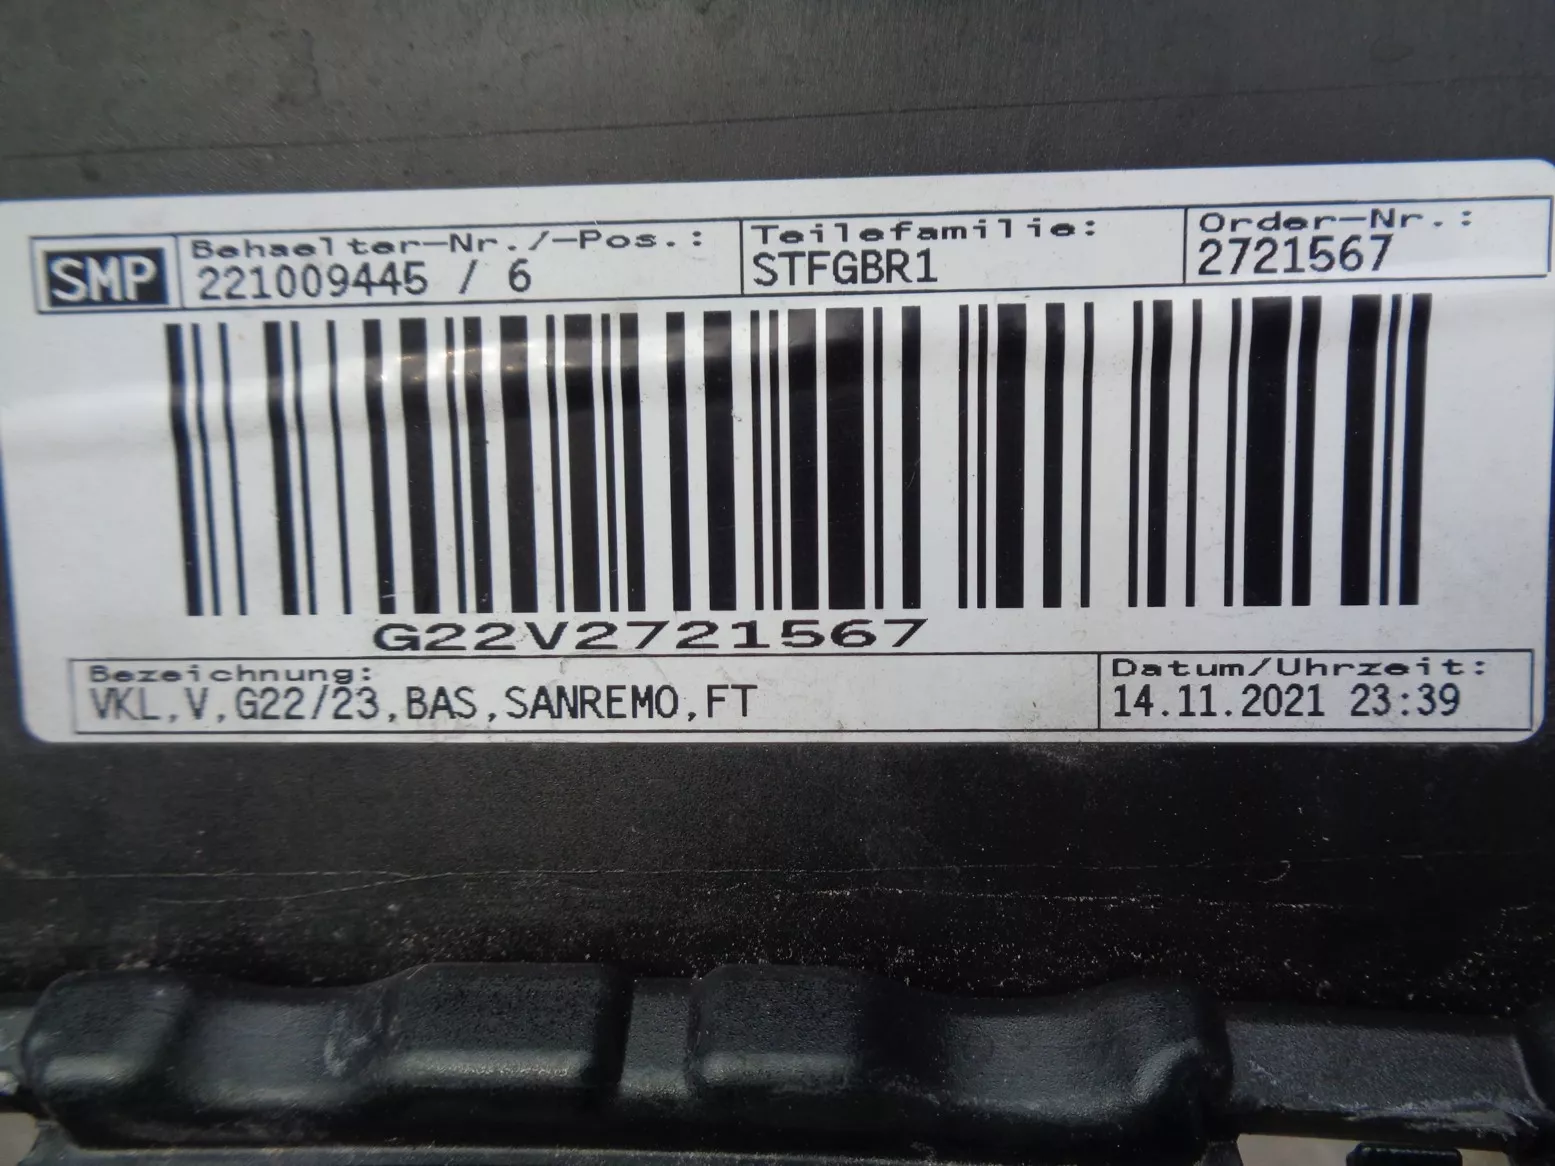 SMP
Behaelter-Nr./-Pos.:
221009445 / 6
Teilefamilie:
STFGBR1
Order-Nr.:
2721567
G22V2721567
Bezeichnung:
VKL,V,G22/23,BAS,SANREMO,FT
Datum/Uhrzeit:
14.11.2021 23:39